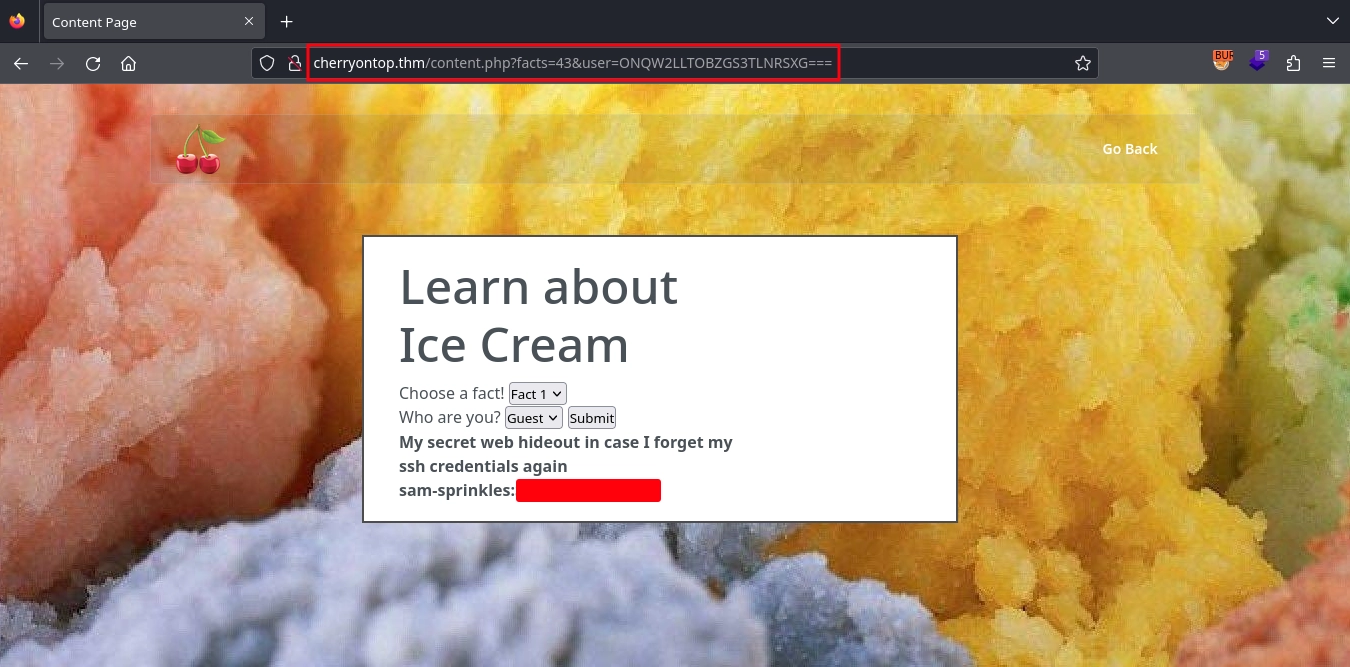 Content Page
cherryontop.thm/content.php?facts=43&user=ONQW2LLTOBZGS3TLNRSXG===
BUR
5
Go Back
Learn about
Ice Cream
Choose a fact! Fact 1
Who are you? Guest Submit
My secret web hideout in case I forget my
ssh credentials again
sam-sprinkles: